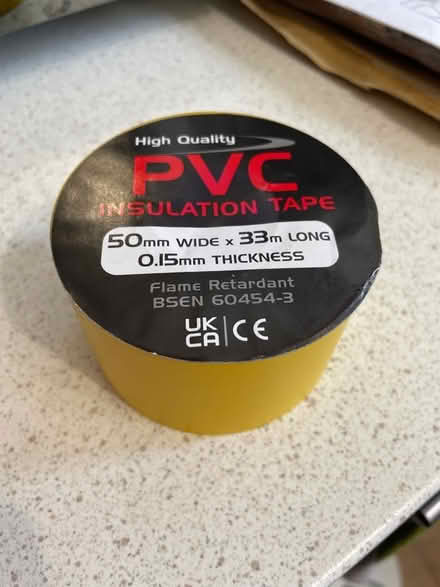 High Quality
PVC
INSULATION TAPE
50mm WIDE x 33m LONG
0.15mm THICKNESS
Flame Retardant
BSEN 60454-3
UK
CA | CE